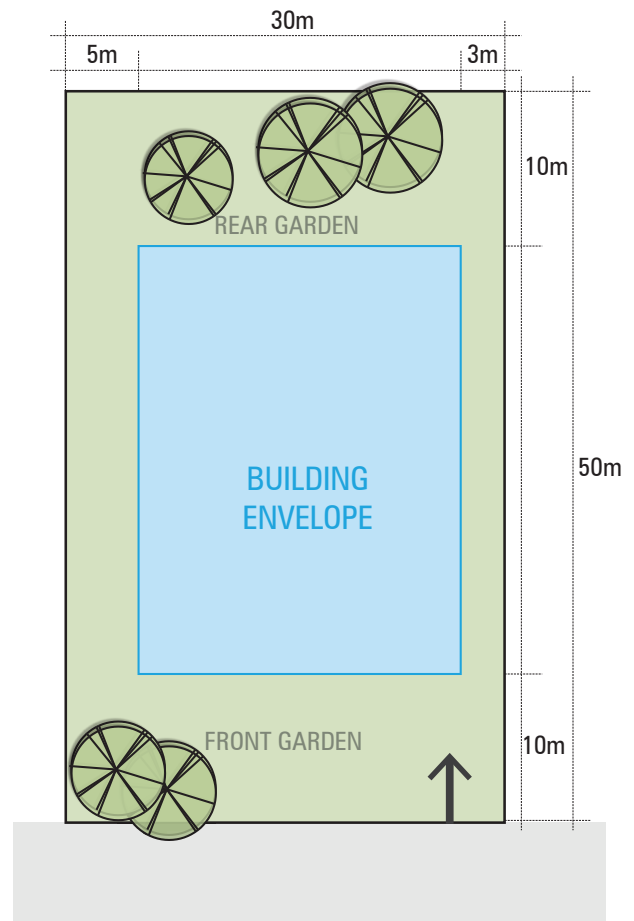 30m
5m
3m
10m
REAR GARDEN
BUILDING
ENVELOPE
50m
FRONT GARDEN
10m